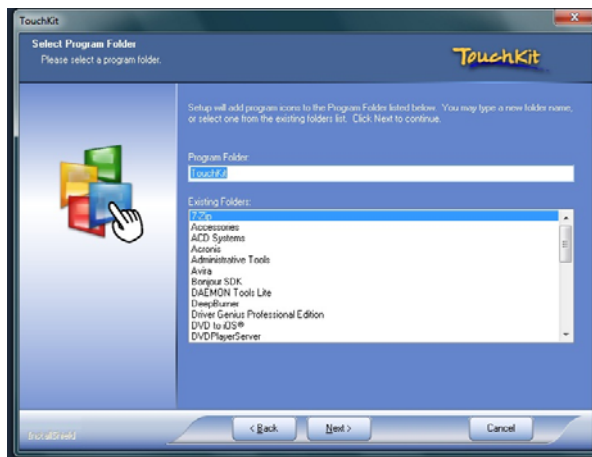 TouchKit
Select Program Folder
Please select a program folder.
TouchKit
Setup will add program icons to the Program Folder listed below. You may type a new folder name,
or select one from the existing folders list. Click Next to continue.
Program Folder:
TouchKit
Existing Folders:
7-Zip
Accessories
ACD Systems
Acronis
Administrative Tools
Avira
Bonjour SDK
DAEMON Tools Lite
DeepBurner
Driver Genius Professional Edition
DVD to iOS®
DVDPlayerServer
InstallShield
< Back
Next >
Cancel